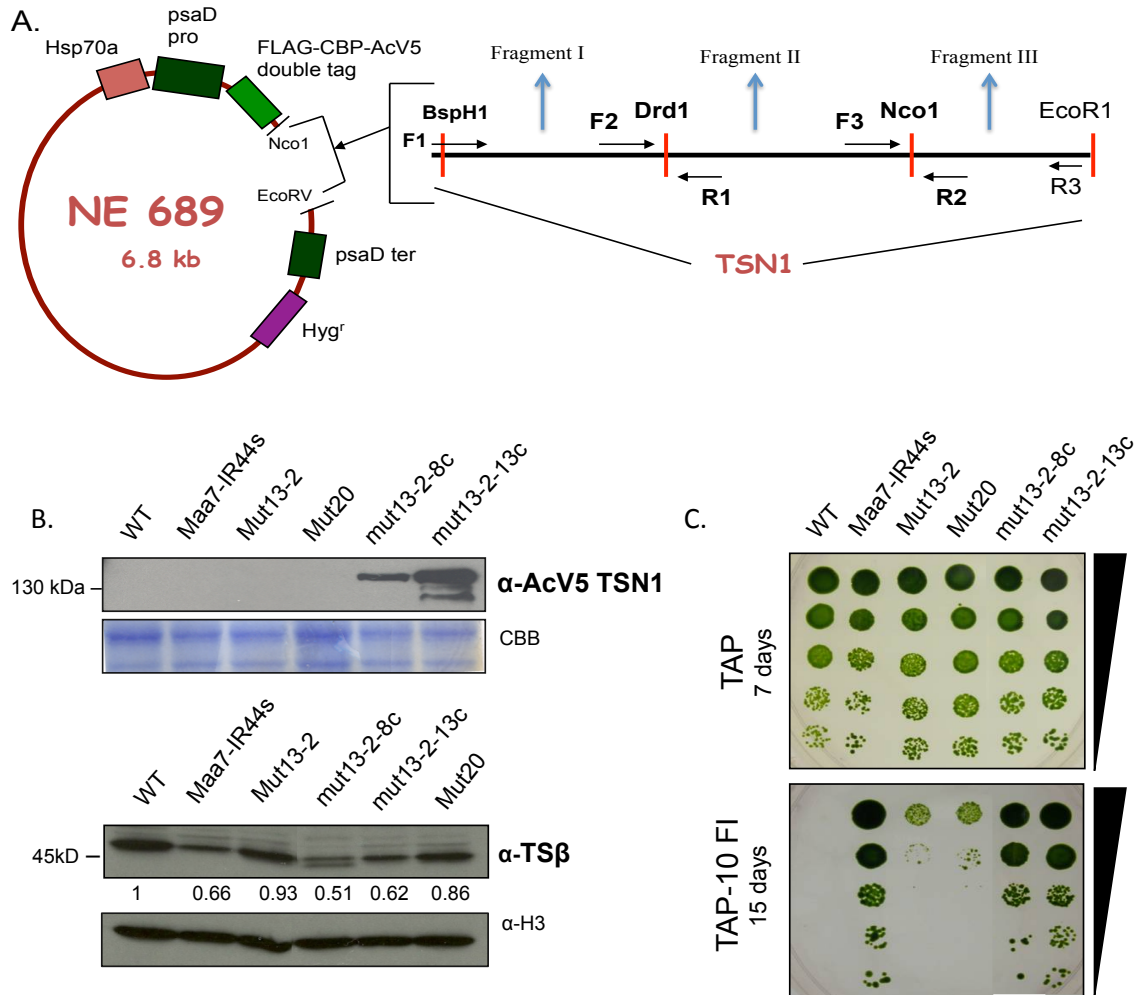 A.
Hsp70a
psaD
pro
FLAG-CBP-AcV5
double tag
Nco1
EcoRV
NE 689
6.8 kb
psaD ter
Hygʳ
Fragment I
Fragment II
Fragment III
BspH1
F1
F2
Drd1
F3
Nco1
EcoR1
R1
R2
R3
TSN1
B.
WT
Maa7-IR44s
Mut13-2
Mut20
mut13-2-8c
mut13-2-13c
130 kDa
α-AcV5 TSN1
CBB
WT
Maa7-IR44s
Mut13-2
mut13-2-8c
mut13-2-13c
Mut20
45kD
α-TSβ
1 0.66 0.93 0.51 0.62 0.86
α-H3
C.
WT
Maa7-IR44s
Mut13-2
Mut20
mut13-2-8c
mut13-2-13c
TAP
7 days
TAP-10 FI
15 days